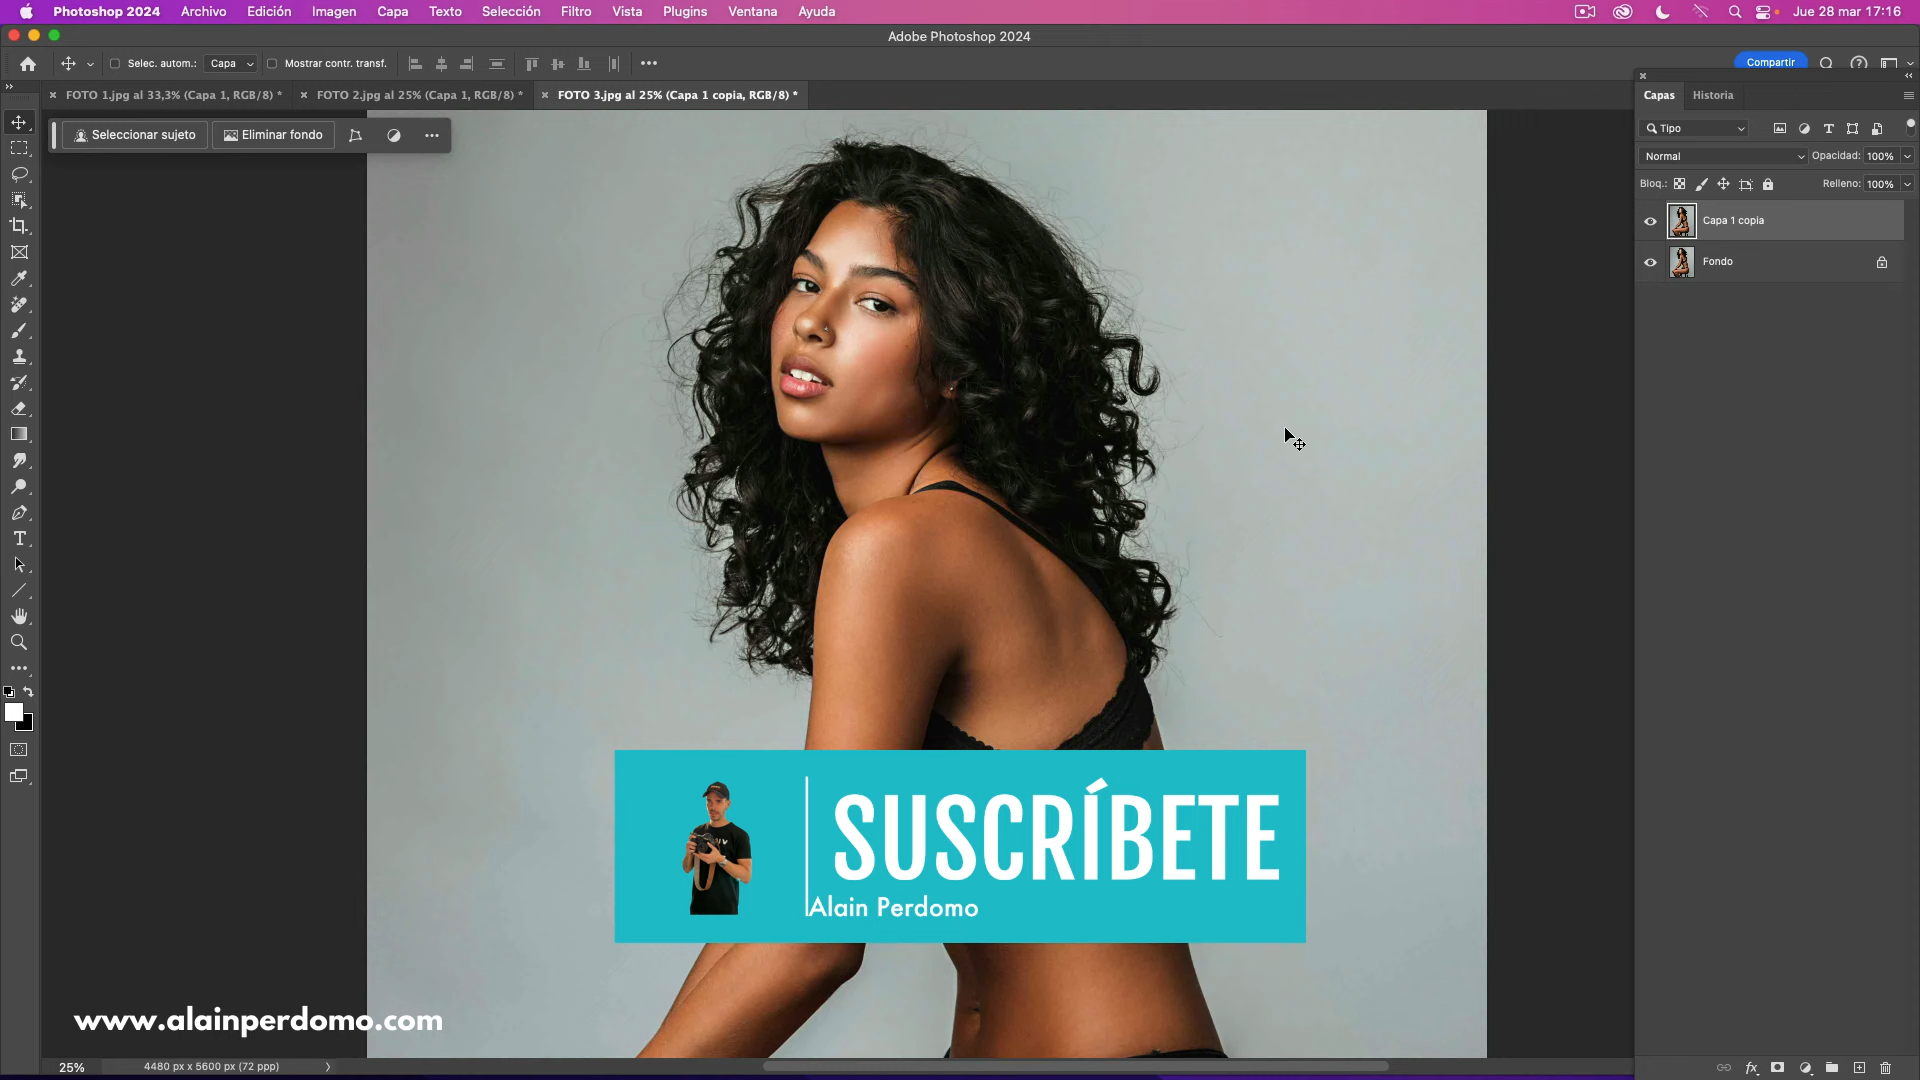 Photoshop 2024 Archivo Edición Imagen Capa Texto Selección Filtro Vista Plugins Ventana Ayuda Jue 28 mar 17:16
Adobe Photoshop 2024
Selec. autom.: Capa Mostrar contr. transf. Compartir
FOTO 1.jpg al 33,3% (Capa 1, RGB/8) * FOTO 2.jpg al 25% (Capa 1, RGB/8) * FOTO 3.jpg al 25% (Capa 1 copia, RGB/8) *
Capas Historia
Seleccionar sujeto Eliminar fondo
Tipo
Normal Opacidad: 100%
Bloq.: Relleno: 100%
Capa 1 copia
Fondo
SUSCRÍBETE
Alain Perdomo
www.alainperdomo.com
25% 4480 px x 5600 px (72 ppp)